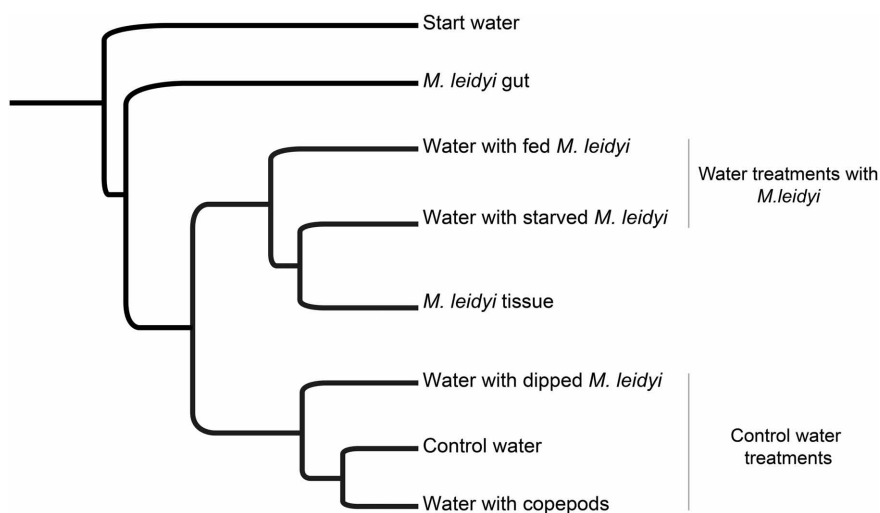 Start water
M. leidyi gut
Water with fed M. leidyi
Water treatments with
M.leidyi
Water with starved M. leidyi
M. leidyi tissue
Water with dipped M. leidyi
Control water
Control water
treatments
Water with copepods